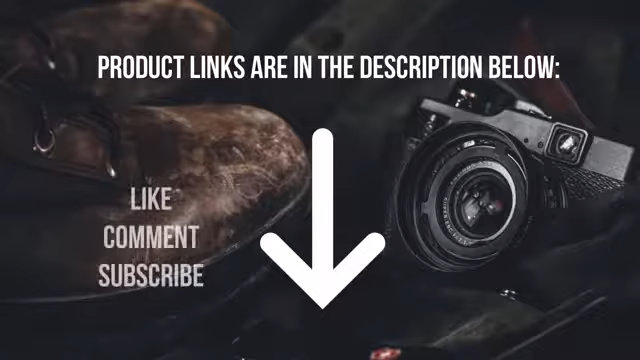 PRODUCT LINKS ARE IN THE DESCRIPTION BELOW:
LIKE
COMMENT
SUBSCRIBE